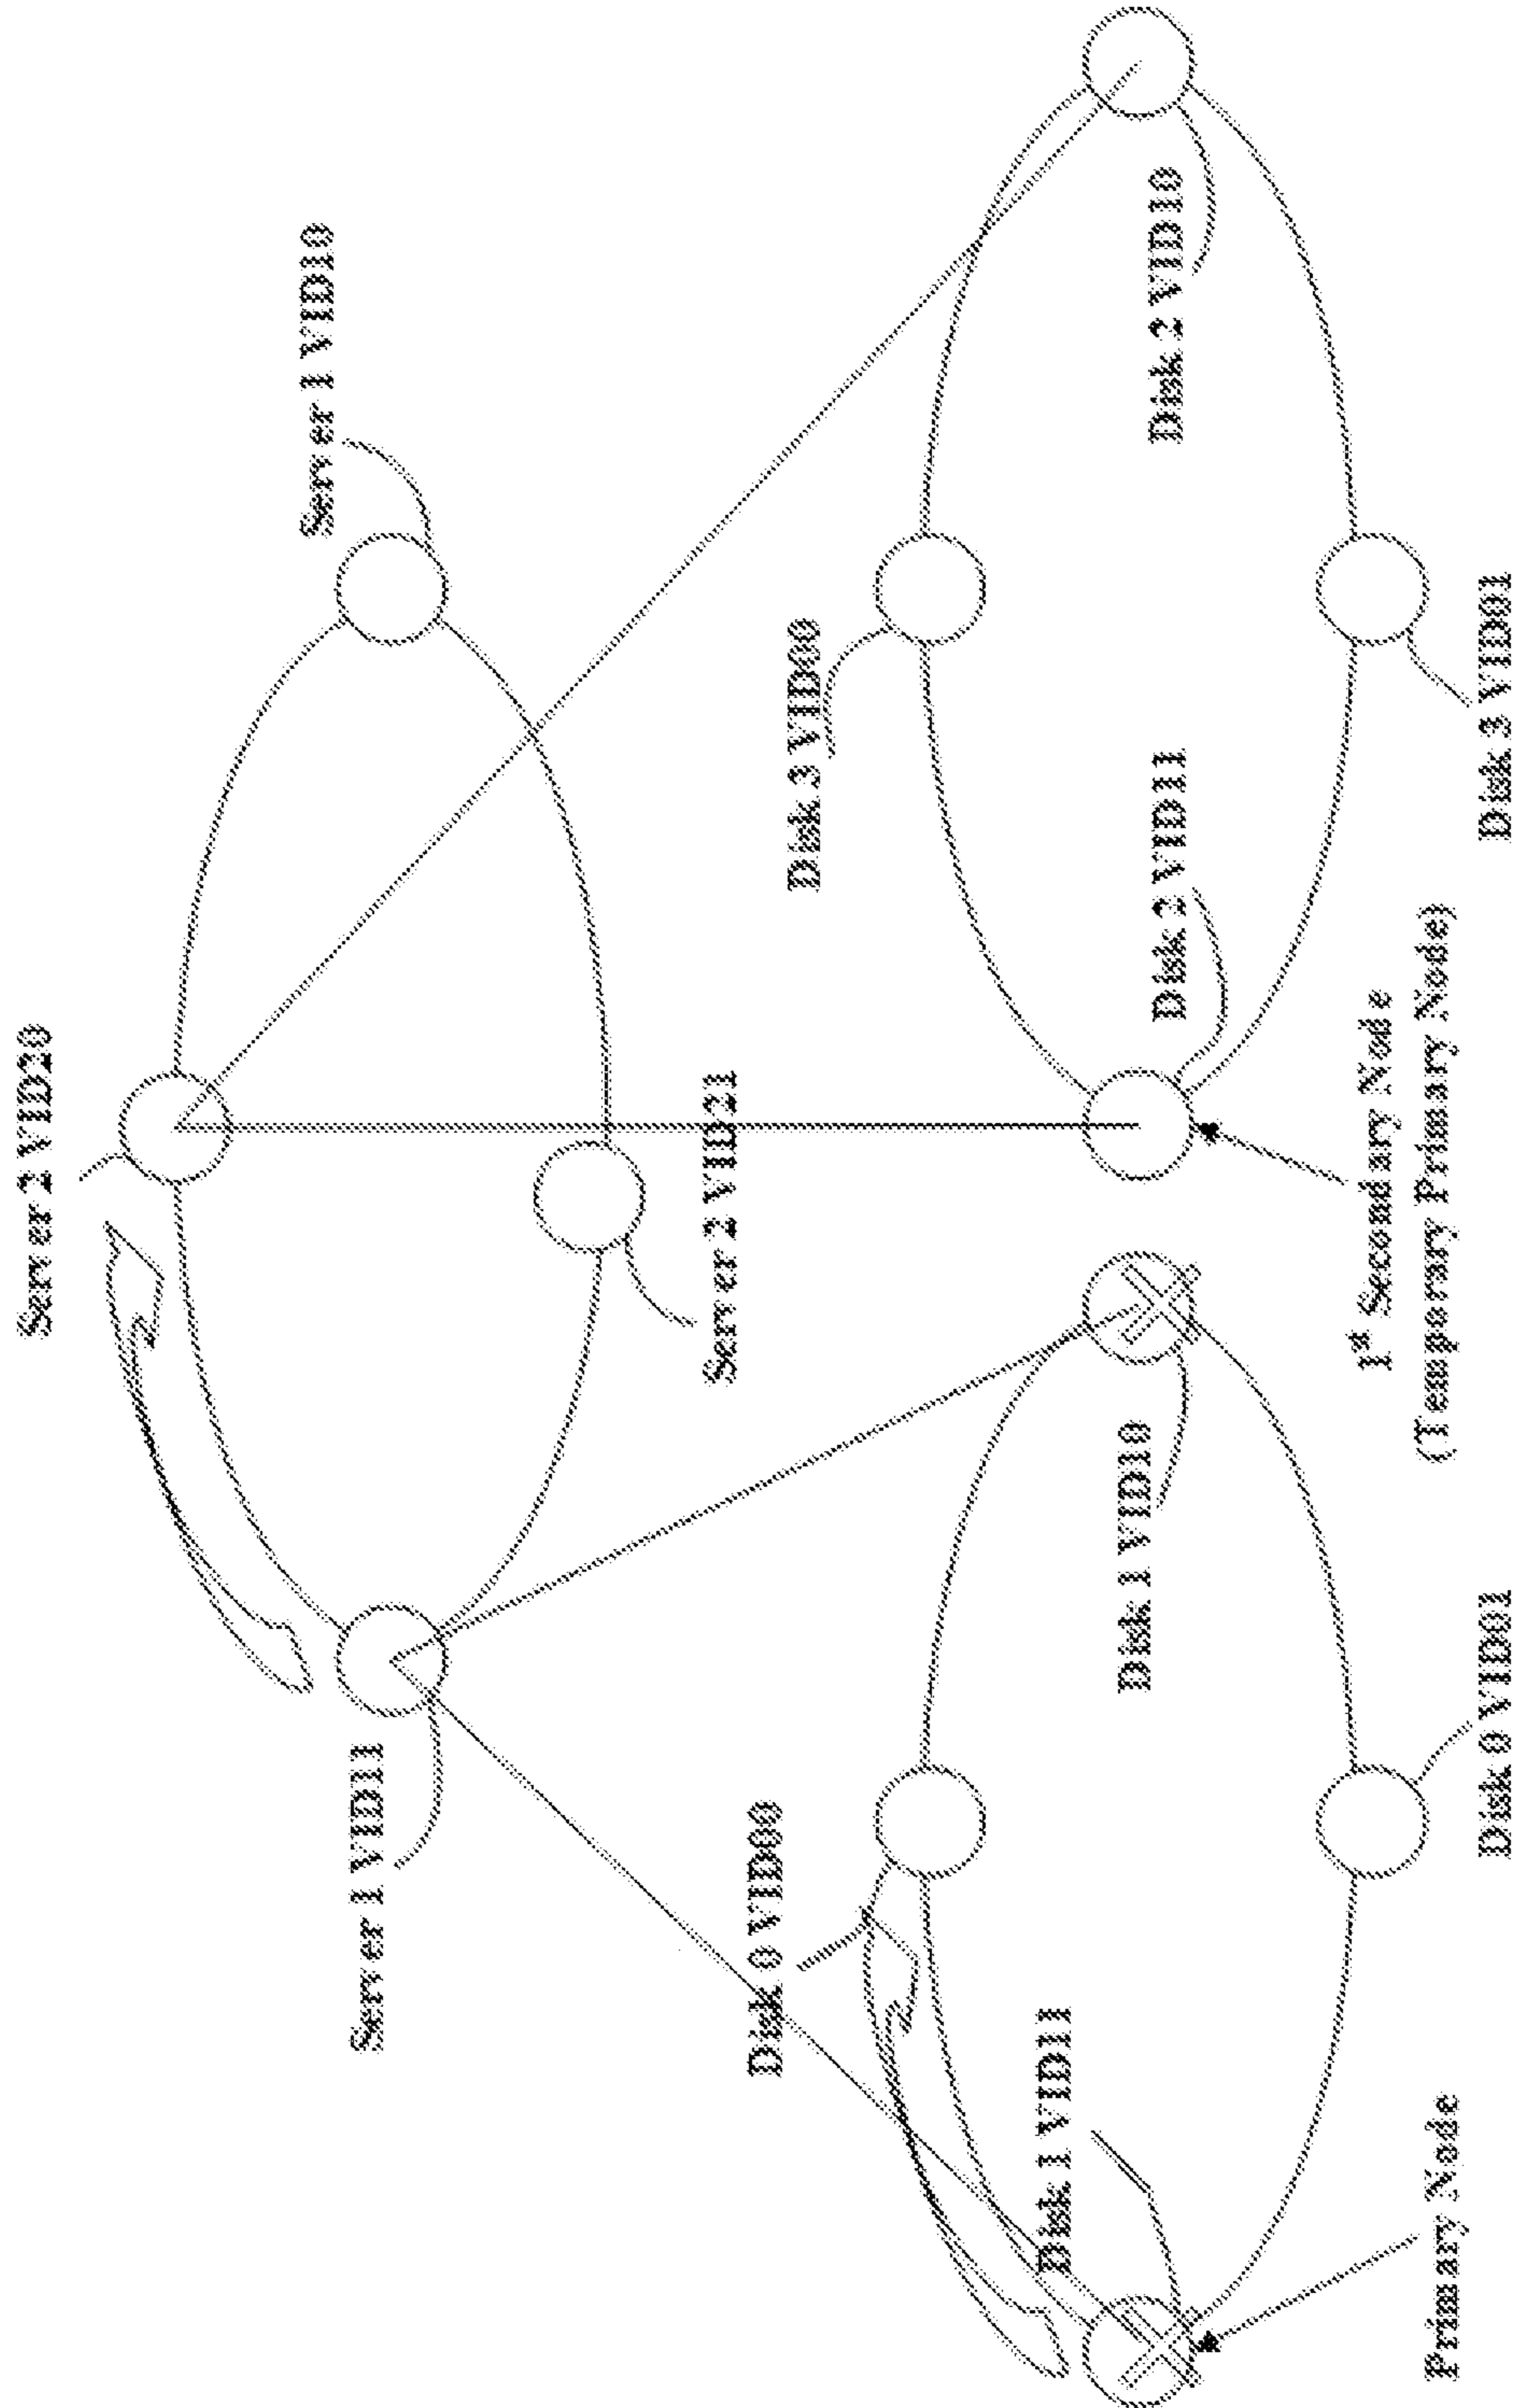 Server 2 VID20
Server 1 VID10
Server 1 VID11
Server 2 VID21
Disk 0 VID00
Disk 3 VID00
Disk 1 VID11
Disk 1 VID10
Disk 2 VID11
Disk 2 VID10
Disk 0 VID01
Disk 3 VID01
Primary Node
1st Secondary Node
(Temporary Primary Node)